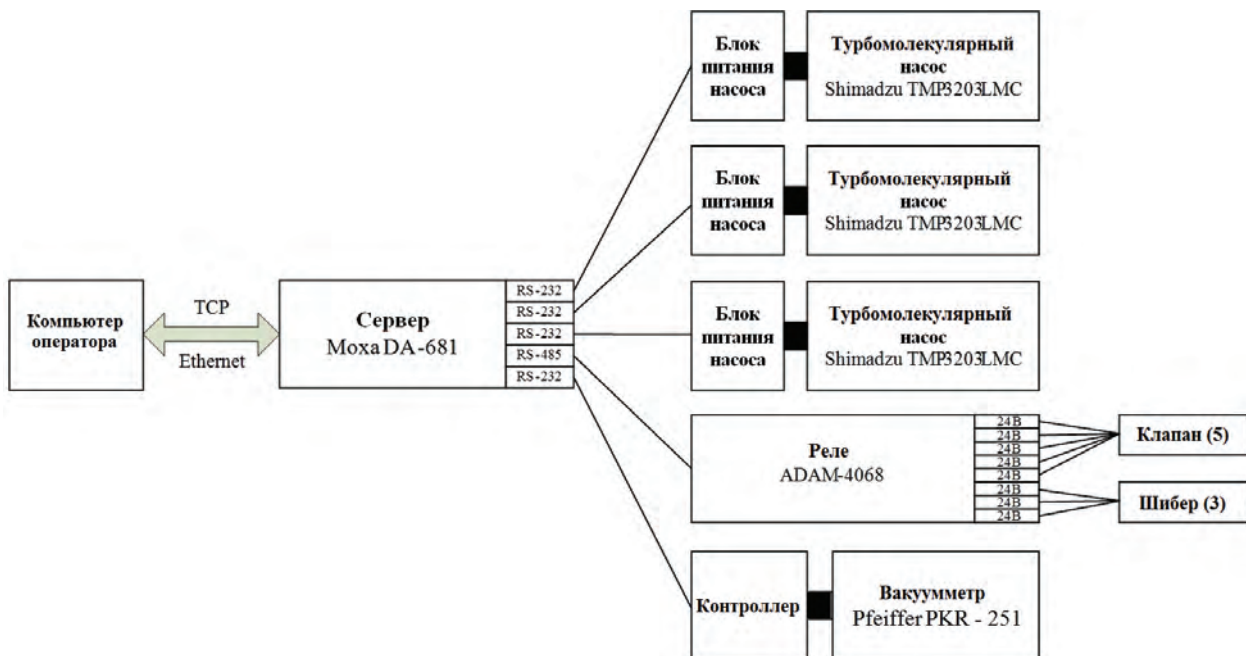 Компьютер
оператора
TCP
Ethernet
Сервер
Moxa DA-681
RS-232
RS-232
RS-232
RS-485
RS-232
Блок
питания
насоса
Турбомолекулярный
насос
Shimadzu TMP3203LMC
Блок
питания
насоса
Турбомолекулярный
насос
Shimadzu TMP3203LMC
Блок
питания
насоса
Турбомолекулярный
насос
Shimadzu TMP3203LMC
Реле
ADAM-4068
24В
24В
24В
24В
24В
24В
24В
24В
Клапан (5)
Шибер (3)
Контроллер
Вакуумметр
Pfeiffer PKR - 251